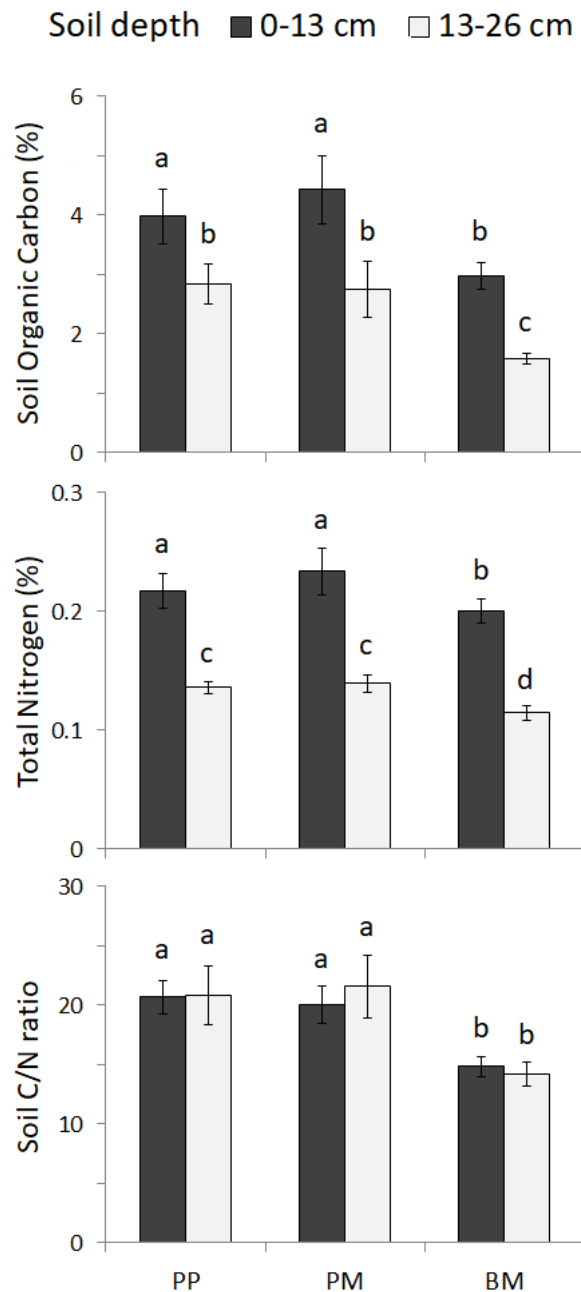 Soil depth 0-13 cm 13-26 cm
Soil Organic Carbon (%)
6
4
2
0
a
b
a
b
b
c
Total Nitrogen (%)
0.3
0.2
0.1
0
a
c
a
c
b
d
Soil C/N ratio
30
20
10
0
a
a
a
a
b
b
PP PM BM